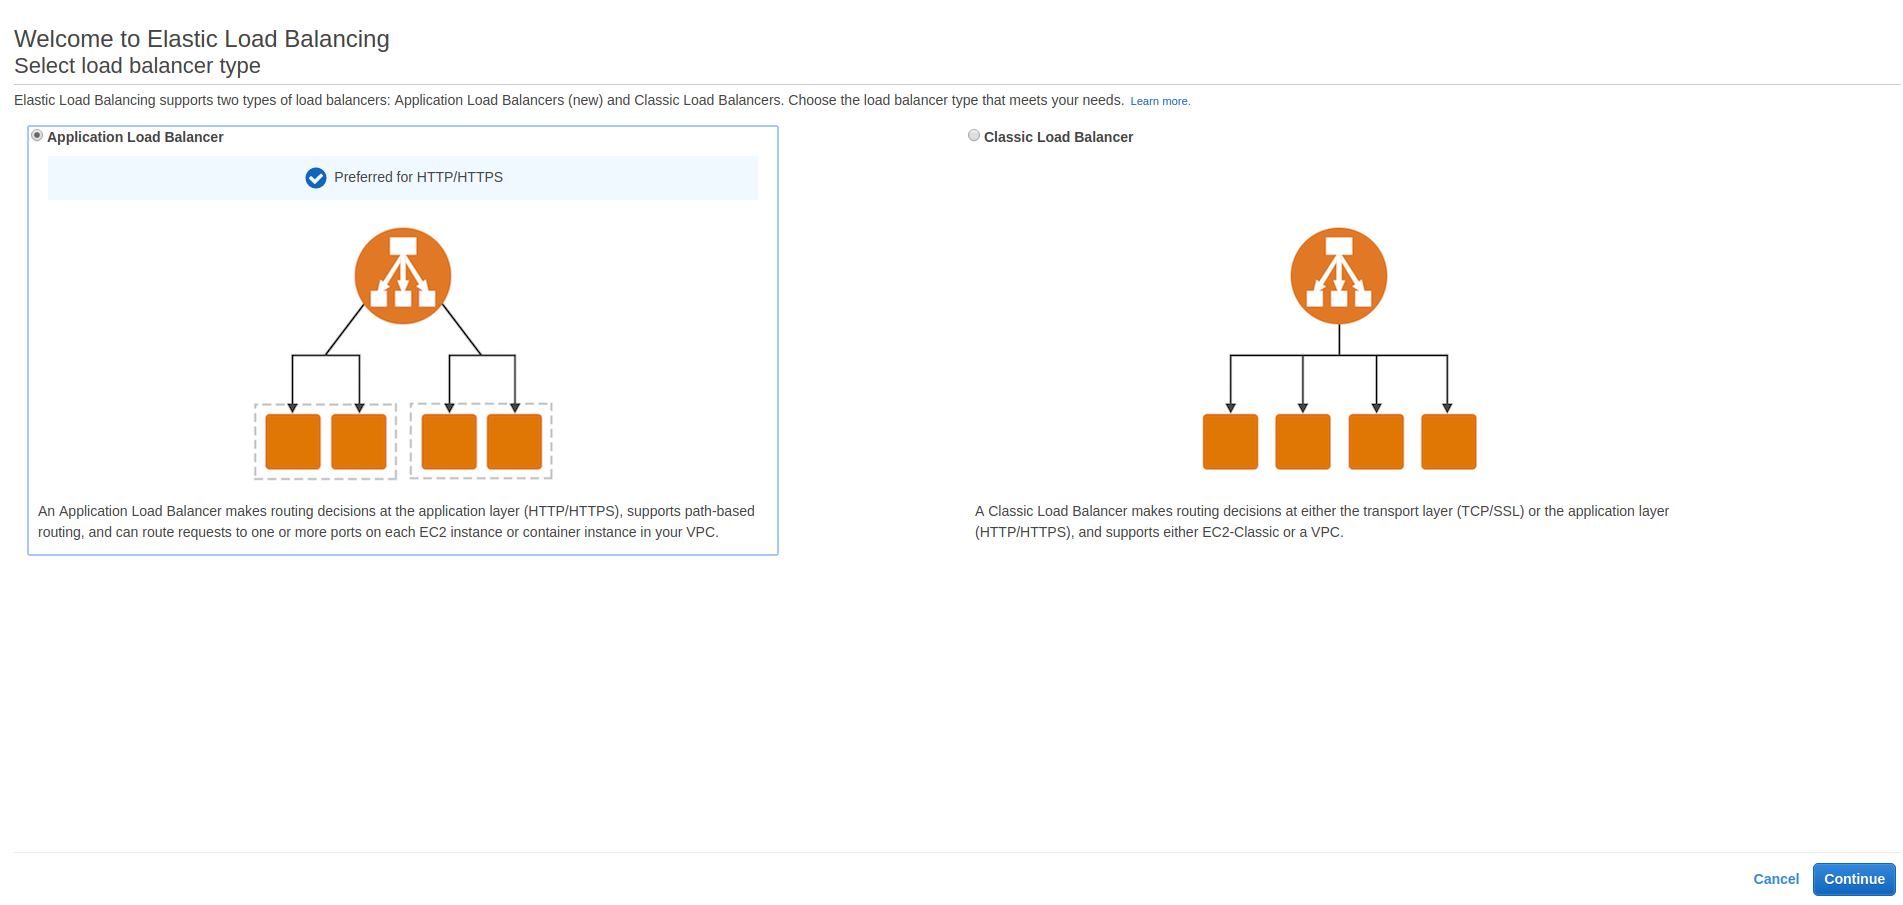 Welcome to Elastic Load Balancing
Select load balancer type
Elastic Load Balancing supports two types of load balancers: Application Load Balancers (new) and Classic Load Balancers. Choose the load balancer type that meets your needs. Learn more.
Application Load Balancer
Preferred for HTTP/HTTPS
An Application Load Balancer makes routing decisions at the application layer (HTTP/HTTPS), supports path-based
routing, and can route requests to one or more ports on each EC2 instance or container instance in your VPC.
Classic Load Balancer
A Classic Load Balancer makes routing decisions at either the transport layer (TCP/SSL) or the application layer
(HTTP/HTTPS), and supports either EC2-Classic or a VPC.
Cancel
Continue